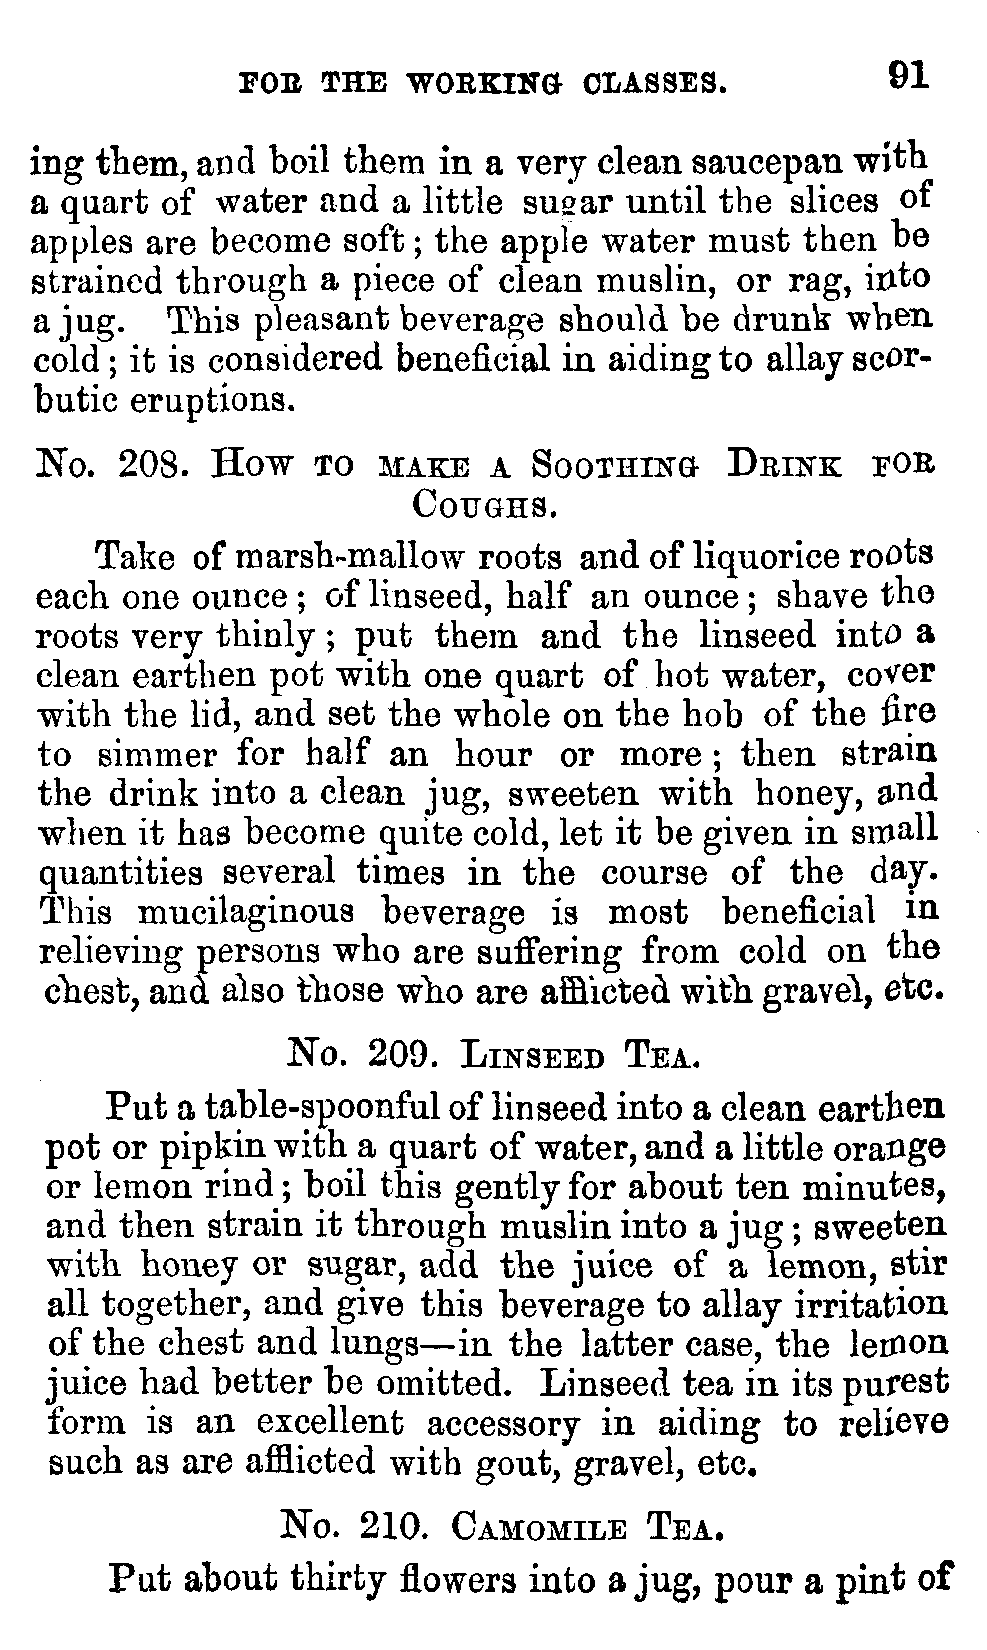 FOR THE WORKING CLASSES. 91
ing them, and boil them in a very clean saucepan with
a quart of water and a little sugar until the slices of
apples are become soft; the apple water must then be
strained through a piece of clean muslin, or rag, into
a jug. This pleasant beverage should be drunk when
cold; it is considered beneficial in aiding to allay scor-
butic eruptions.
No. 208. How to make a Soothing Drink for
Coughs.
Take of marsh-mallow roots and of liquorice roots
each one ounce; of linseed, half an ounce; shave the
roots very thinly; put them and the linseed into a
clean earthen pot with one quart of hot water, cover
with the lid, and set the whole on the hob of the fire
to simmer for half an hour or more; then strain
the drink into a clean jug, sweeten with honey, and
when it has become quite cold, let it be given in small
quantities several times in the course of the day.
This mucilaginous beverage is most beneficial in
relieving persons who are suffering from cold on the
chest, and also those who are afflicted with gravel, etc.
No. 209. Linseed Tea.
Put a table-spoonful of linseed into a clean earthen
pot or pipkin with a quart of water, and a little orange
or lemon rind; boil this gently for about ten minutes,
and then strain it through muslin into a jug; sweeten
with honey or sugar, add the juice of a lemon, stir
all together, and give this beverage to allay irritation
of the chest and lungs—in the latter case, the lemon
juice had better be omitted. Linseed tea in its purest
form is an excellent accessory in aiding to relieve
such as are afflicted with gout, gravel, etc.
No. 210. Camomile Tea.
Put about thirty flowers into a jug, pour a pint of